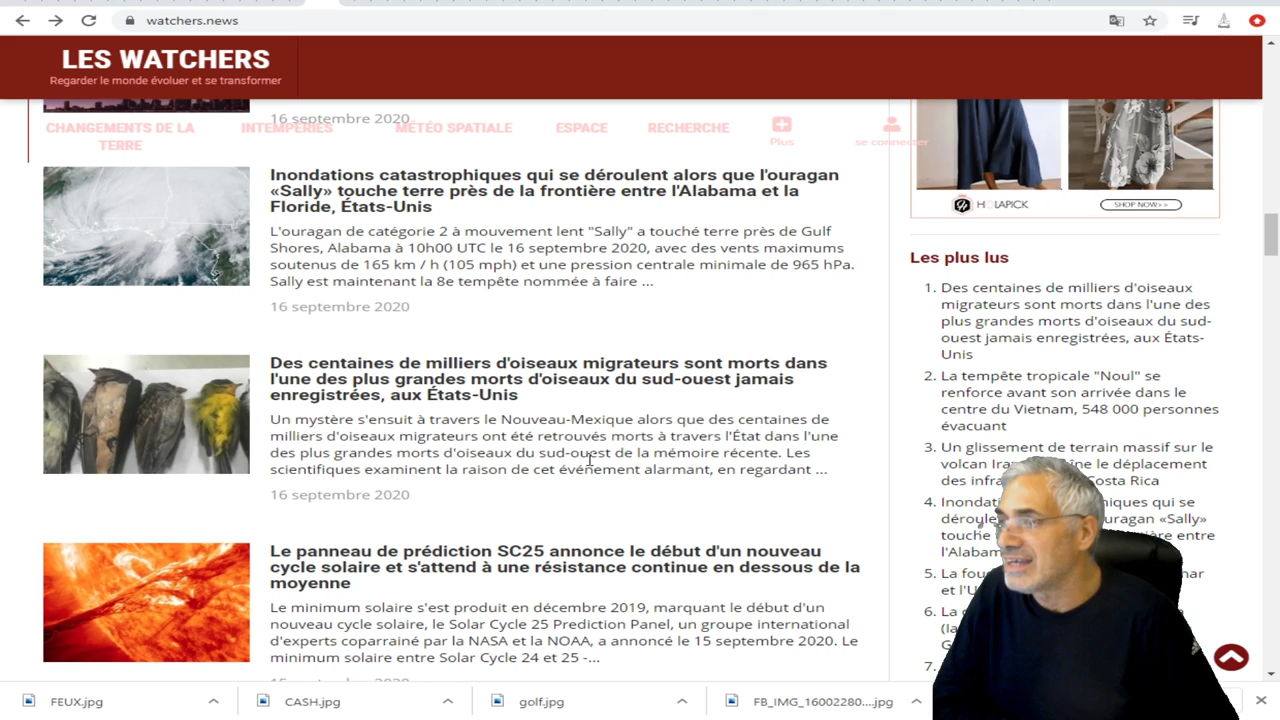 watchers.news
LES WATCHERS
Regarder le monde évoluer et se transformer
CHANGEMENTS DE LA
TERRE
INTEMPÉRIES
MÉTÉO SPATIALE
ESPACE
RECHERCHE
Plus
se connecter
16 septembre 2020
Inondations catastrophiques qui se déroulent alors que l'ouragan
«Sally» touche terre près de la frontière entre l'Alabama et la
Floride, États-Unis
L'ouragan de catégorie 2 à mouvement lent "Sally" a touché terre près de Gulf
Shores, Alabama à 10h00 UTC le 16 septembre 2020, avec des vents maximums
soutenus de 165 km / h (105 mph) et une pression centrale minimale de 965 hPa.
Sally est maintenant la 8e tempête nommée à faire ...
16 septembre 2020
Des centaines de milliers d'oiseaux migrateurs sont morts dans
l'une des plus grandes morts d'oiseaux du sud-ouest jamais
enregistrées, aux États-Unis
Un mystère s'ensuit à travers le Nouveau-Mexique alors que des centaines de
milliers d'oiseaux migrateurs ont été retrouvés morts à travers l'État dans l'une
des plus grandes morts d'oiseaux du sud-ouest de la mémoire récente. Les
scientifiques examinent la raison de cet événement alarmant, en regardant ...
16 septembre 2020
Le panneau de prédiction SC25 annonce le début d'un nouveau
cycle solaire et s'attend à une résistance continue en dessous de la
moyenne
Le minimum solaire s'est produit en décembre 2019, marquant le début d'un
nouveau cycle solaire, le Solar Cycle 25 Prediction Panel, un groupe international
d'experts coparrainé par la NASA et la NOAA, a annoncé le 15 septembre 2020. Le
minimum solaire entre Solar Cycle 24 et 25 -...
HOLAPICK
SHOP NOW>>
Les plus lus
1. Des centaines de milliers d'oiseaux
migrateurs sont morts dans l'une des
plus grandes morts d'oiseaux du sud-
ouest jamais enregistrées, aux États-
Unis
2. La tempête tropicale "Noul" se
renforce avant son arrivée dans le
centre du Vietnam, 548 000 personnes
évacuant
3. Un glissement de terrain massif sur le
volcan le déplacement
des Costa Rica
4. qui se
«Sally»
touche entre
5. La
et
6. La
7.
FEUX.jpg
CASH.jpg
golf.jpg
FB_IMG_16002280....jpg